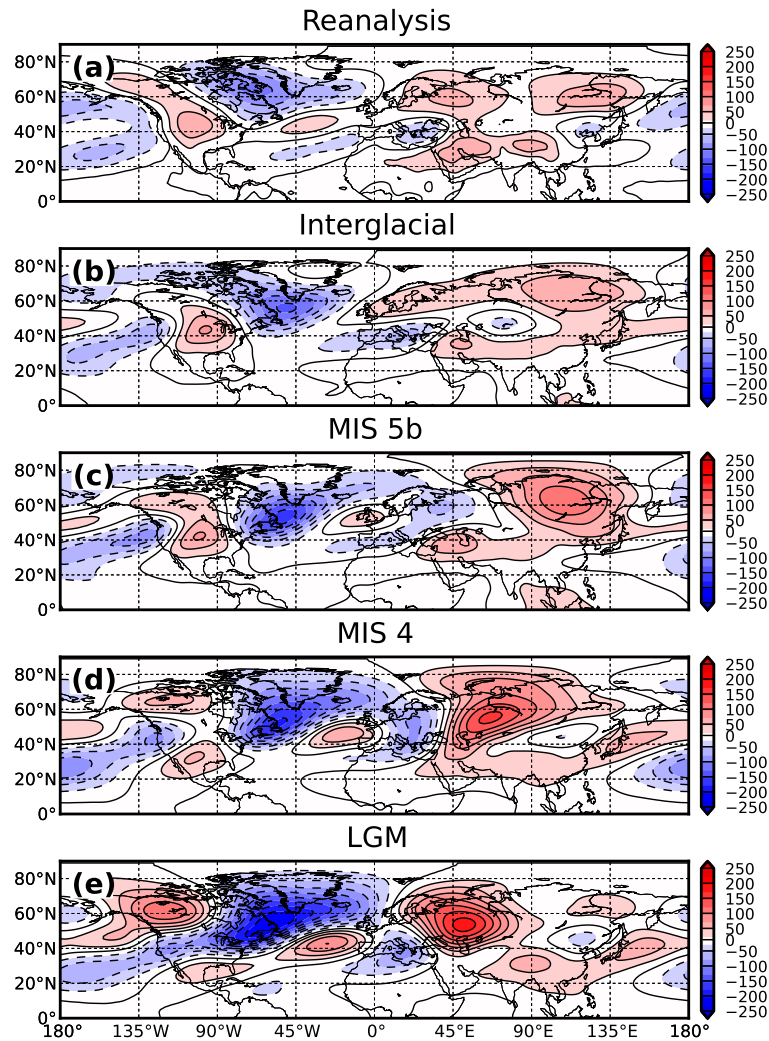 Reanalysis
(a)
80°N
60°N
40°N
20°N
0°
250
200
150
100
50
0
−50
−100
−150
−200
−250
Interglacial
(b)
80°N
60°N
40°N
20°N
0°
250
200
150
100
50
0
−50
−100
−150
−200
−250
MIS 5b
(c)
80°N
60°N
40°N
20°N
0°
250
200
150
100
50
0
−50
−100
−150
−200
−250
MIS 4
(d)
80°N
60°N
40°N
20°N
0°
250
200
150
100
50
0
−50
−100
−150
−200
−250
LGM
(e)
80°N
60°N
40°N
20°N
0°
250
200
150
100
50
0
−50
−100
−150
−200
−250
180° 135°W 90°W 45°W 0° 45°E 90°E 135°E 180°